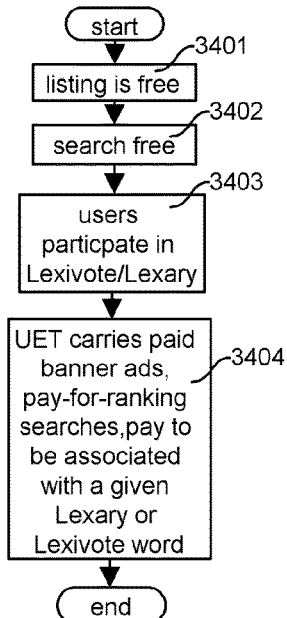 start
3401
listing is free
3402
search free
3403
users
particpate in
Lexivote/Lexary
UET carries paid
banner ads,
pay-for-ranking
searches,pay to
be associated
with a given
Lexary or
Lexivote word
3404
end